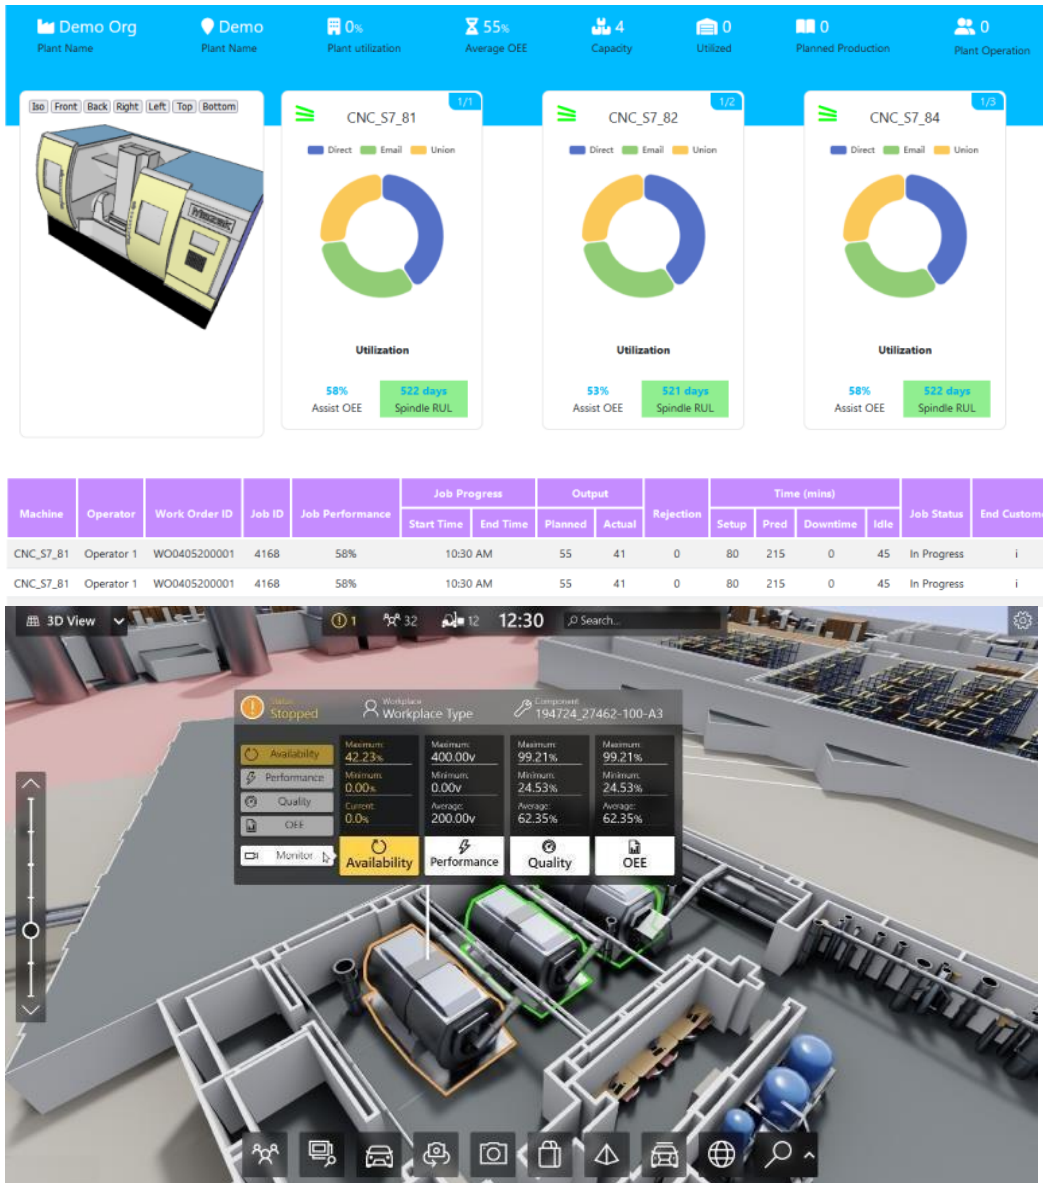 Demo Org
Plant Name
Demo
Plant Name
0%
Plant utilization
55%
Average OEE
4
Capacity
0
Utilized
0
Planned Production
0
Plant Operation
Iso Front Back Right Left Top Bottom
Mazak
1/1
CNC_S7_81
Direct Email Union
Utilization
58%
Assist OEE
522 days
Spindle RUL
1/2
CNC_S7_82
Direct Email Union
Utilization
53%
Assist OEE
521 days
Spindle RUL
1/3
CNC_S7_84
Direct Email Union
Utilization
58%
Assist OEE
522 days
Spindle RUL
Machine Operator Work Order ID Job ID Job Performance Job Progress Output Rejection Time (mins) Job Status End Custome
Start Time End Time Planned Actual Setup Pred Downtime Idle
CNC_S7_81 Operator 1 WO0405200001 4168 58% 10:30 AM 55 41 0 80 215 0 45 In Progress i
CNC_S7_81 Operator 1 WO0405200001 4168 58% 10:30 AM 55 41 0 80 215 0 45 In Progress i
3D View
1 32 12 12:30 Search...
Status
Stopped
Workplace
Workplace Type
Component
194724_27462-100-A3
Availability
Performance
Quality
OEE
Monitor
Maximum:
42.23%
Minimum:
0.00%
Current:
0.0%
Availability
Maximum:
400.00v
Minimum:
0.00v
Average:
200.00v
Performance
Maximum:
99.21%
Minimum:
24.53%
Average:
62.35%
Quality
Maximum:
99.21%
Minimum:
24.53%
Average:
62.35%
OEE